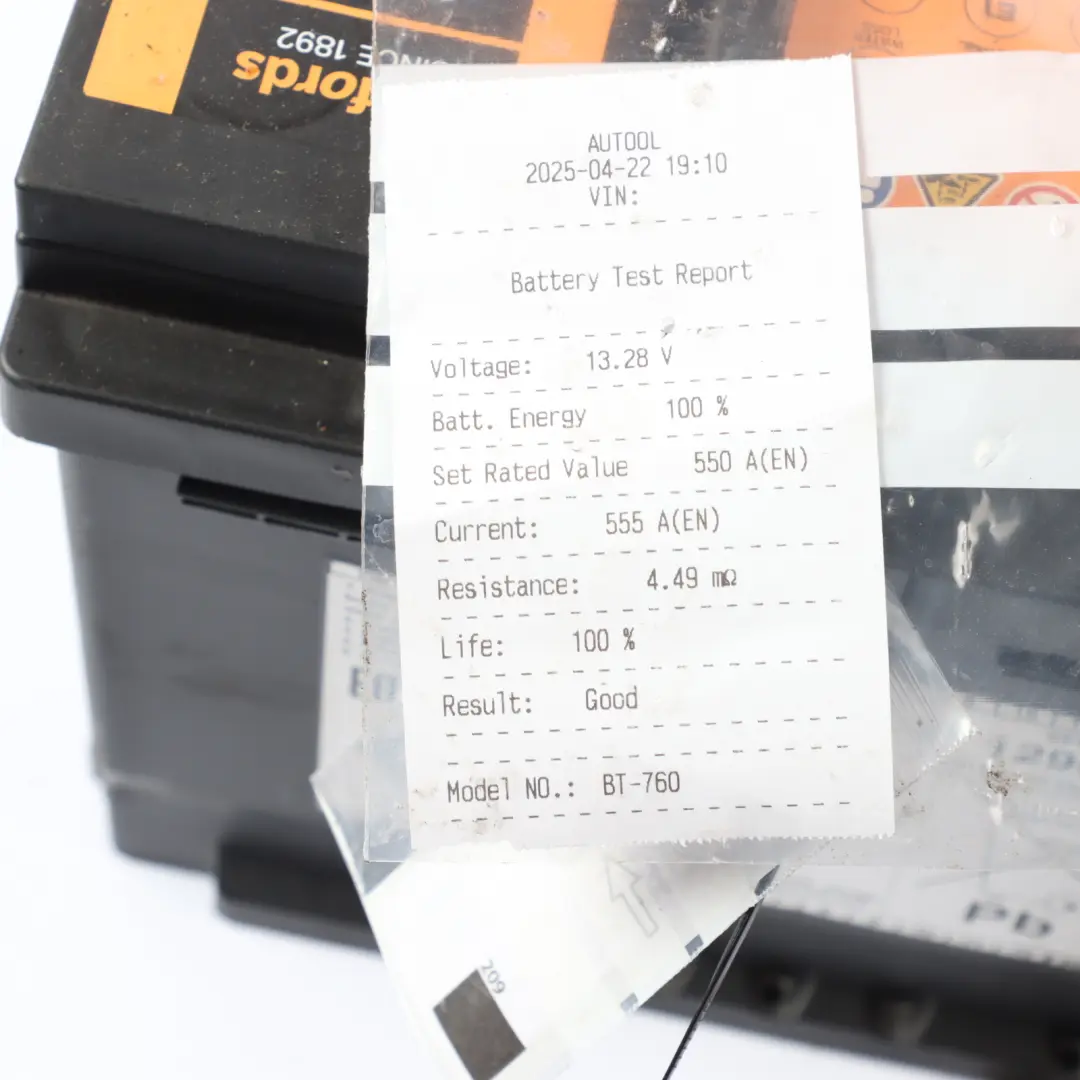 SINCE 1892
fords
AUTOOL
2025-04-22 19:10
VIN:
Battery Test Report
Voltage: 13.28 V
Batt. Energy 100 %
Set Rated Value 550 A(EN)
Current: 555 A(EN)
Resistance: 4.49 mΩ
Life: 100 %
Result: Good
Model NO.: BT-760
Pb
602